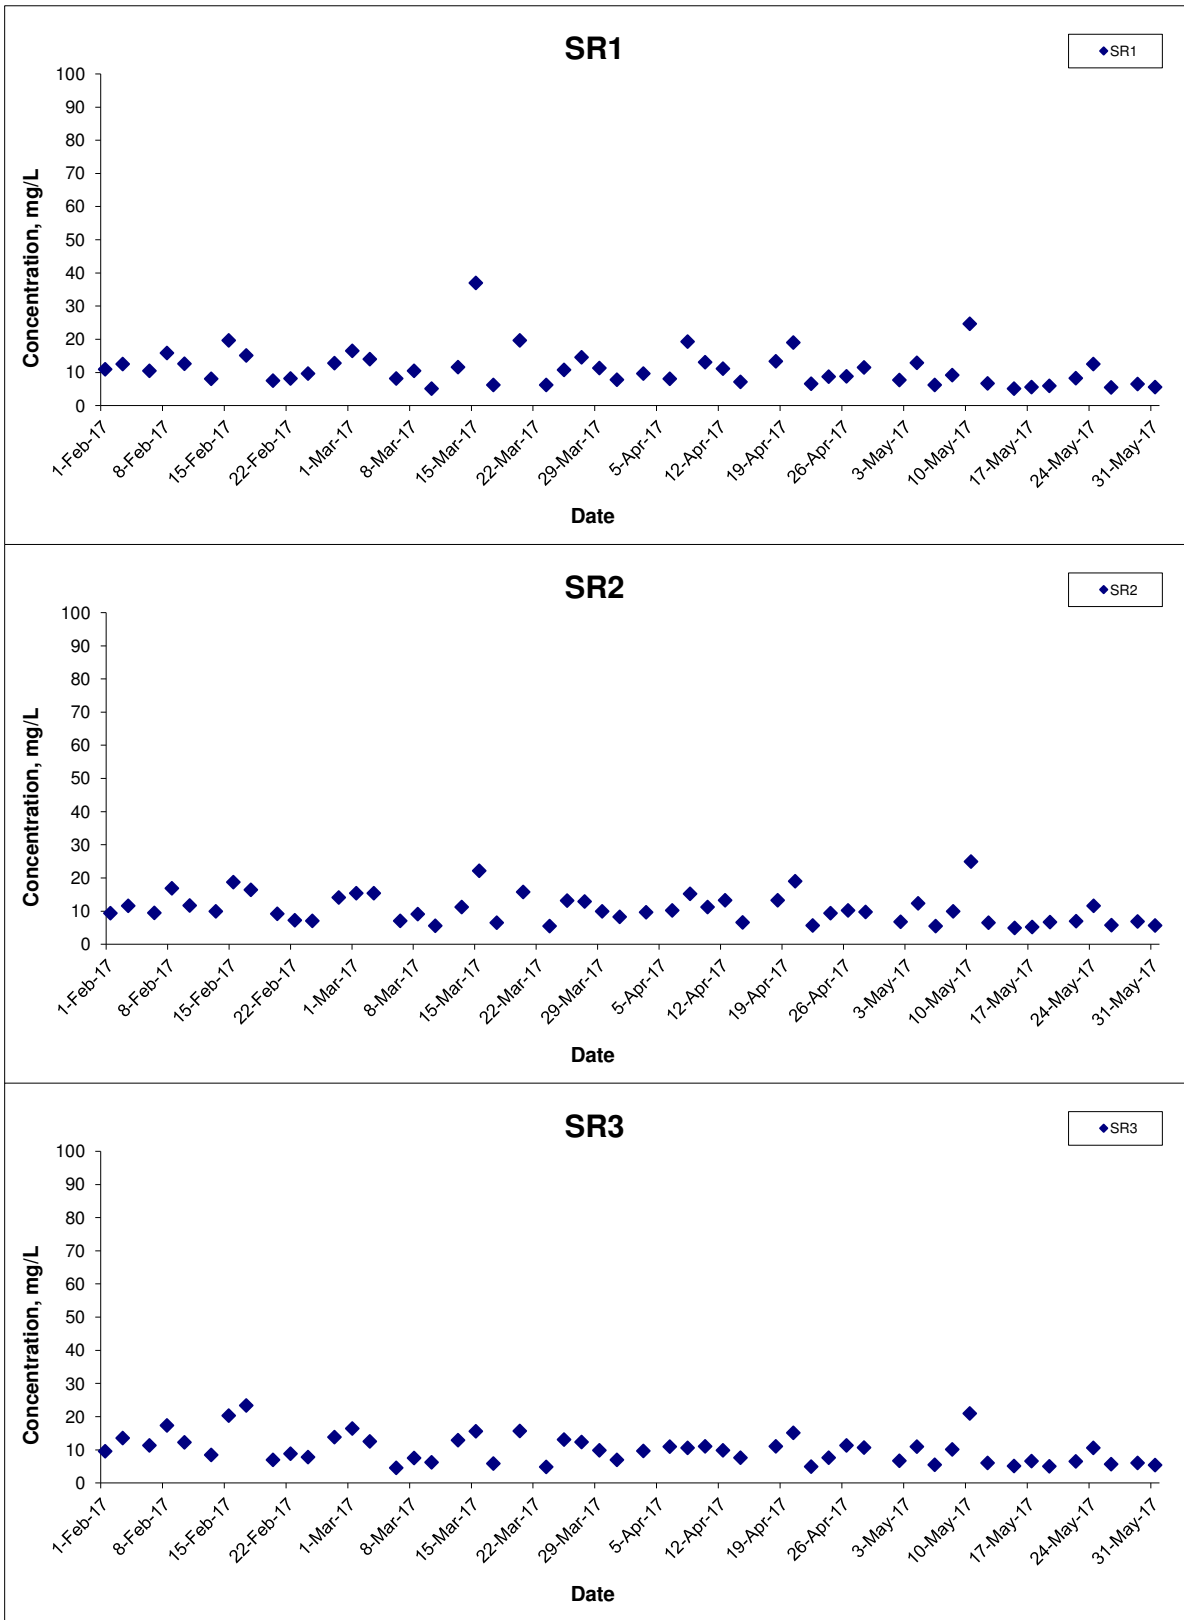 SR1
SR1
100
90
80
70
60
50
40
30
20
10
0
Concentration, mg/L
1-Feb-17
8-Feb-17
15-Feb-17
22-Feb-17
1-Mar-17
8-Mar-17
15-Mar-17
22-Mar-17
29-Mar-17
5-Apr-17
12-Apr-17
19-Apr-17
26-Apr-17
3-May-17
10-May-17
17-May-17
24-May-17
31-May-17
Date
SR2
SR2
100
90
80
70
60
50
40
30
20
10
0
Concentration, mg/L
1-Feb-17
8-Feb-17
15-Feb-17
22-Feb-17
1-Mar-17
8-Mar-17
15-Mar-17
22-Mar-17
29-Mar-17
5-Apr-17
12-Apr-17
19-Apr-17
26-Apr-17
3-May-17
10-May-17
17-May-17
24-May-17
31-May-17
Date
SR3
SR3
100
90
80
70
60
50
40
30
20
10
0
Concentration, mg/L
1-Feb-17
8-Feb-17
15-Feb-17
22-Feb-17
1-Mar-17
8-Mar-17
15-Mar-17
22-Mar-17
29-Mar-17
5-Apr-17
12-Apr-17
19-Apr-17
26-Apr-17
3-May-17
10-May-17
17-May-17
24-May-17
31-May-17
Date